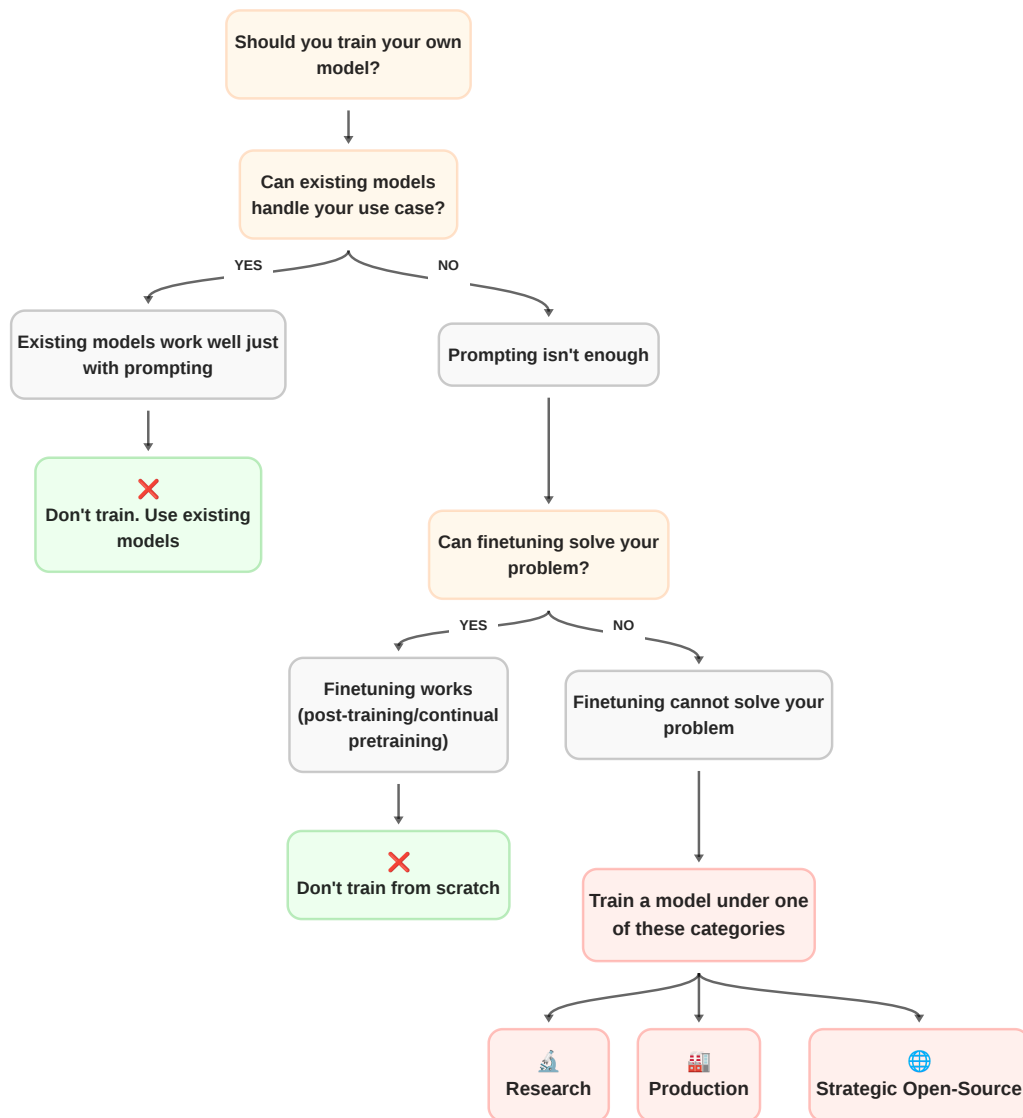 Should you train your own
model?
Can existing models
handle your use case?
YES
NO
Existing models work well just
with prompting
Prompting isn't enough
Don't train. Use existing
models
Can finetuning solve your
problem?
YES
NO
Finetuning works
(post-training/continual
pretraining)
Finetuning cannot solve your
problem
Don't train from scratch
Train a model under one
of these categories
Research
Production
Strategic Open-Source